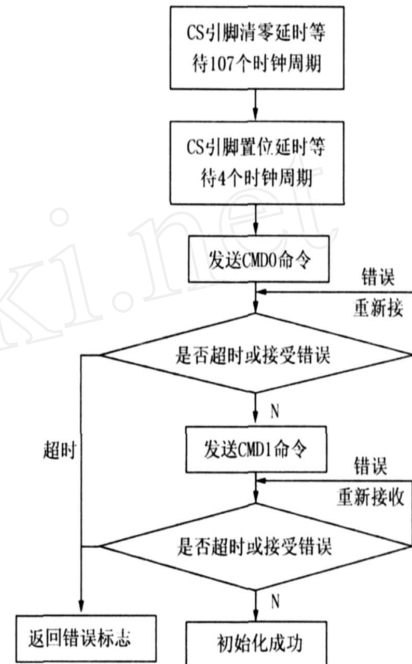 CS引脚清零延时等
待107个时钟周期
CS引脚置位延时等
待4个时钟周期
发送CMD0命令
错误
重新接
是否超时或接受错误
N
超时
发送CMD1命令
错误
重新接收
是否超时或接受错误
N
返回错误标志
初始化成功
ki.net